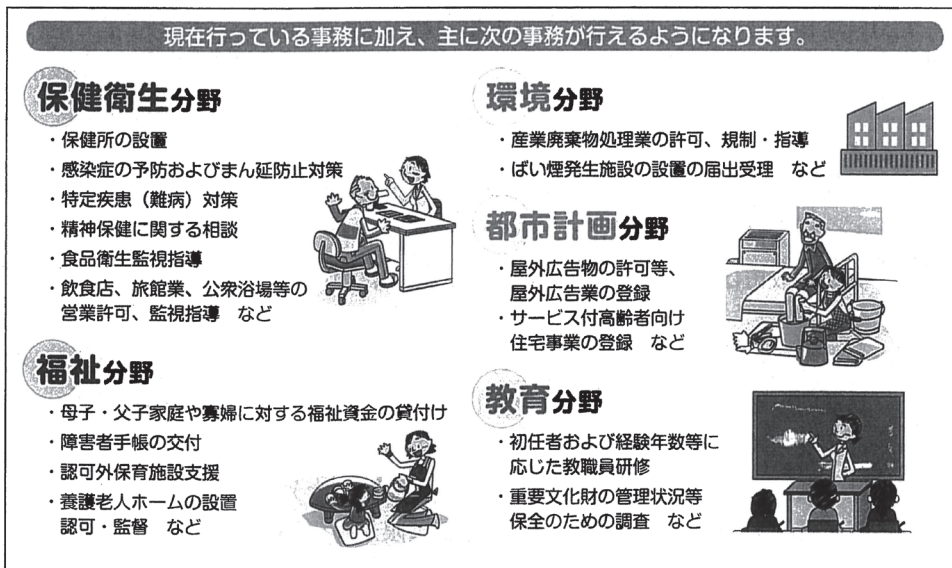 現在行っている事務に加え、主に次の事務が行えるようになります。
保健衛生分野
・保健所の設置
・感染症の予防およびまん延防止対策
・特定疾患（難病）対策
・精神保健に関する相談
・食品衛生監視指導
・飲食店、旅館業、公衆浴場等の
営業許可、監視指導　など
福祉分野
・母子・父子家庭や寡婦に対する福祉資金の貸付け
・障害者手帳の交付
・認可外保育施設支援
・養護老人ホームの設置
認可・監督　など
環境分野
・産業廃棄物処理業の許可、規制・指導
・ばい煙発生施設の設置の届出受理　など
都市計画分野
・屋外広告物の許可等、
屋外広告業の登録
・サービス付高齢者向け
住宅事業の登録　など
教育分野
・初任者および経験年数等に
応じた教職員研修
・重要文化財の管理状況等
保全のための調査　など